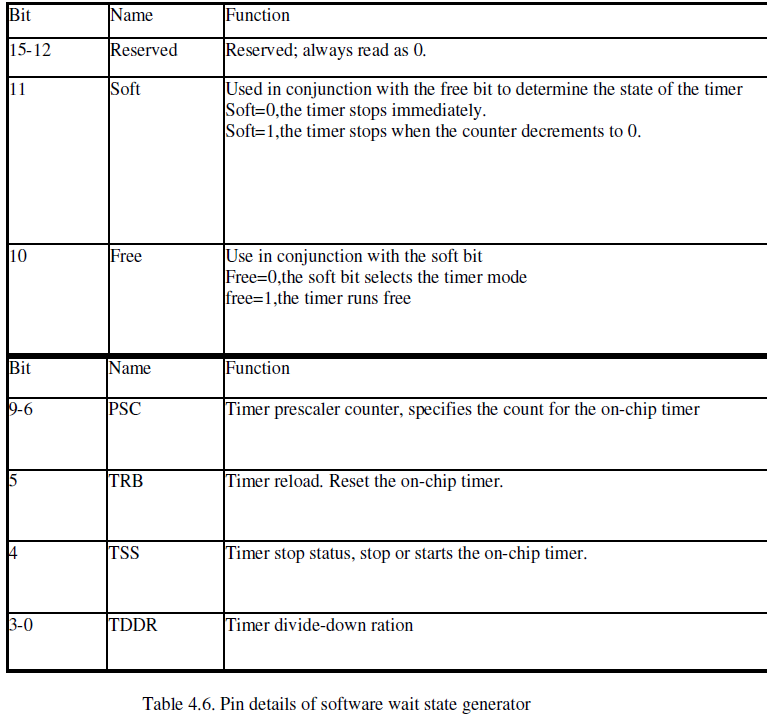 Bit Name Function
15-12 Reserved Reserved; always read as 0.
11 Soft Used in conjunction with the free bit to determine the state of the timer
Soft=0,the timer stops immediately.
Soft=1,the timer stops when the counter decrements to 0.
10 Free Use in conjunction with the soft bit
Free=0,the soft bit selects the timer mode
free=1,the timer runs free
Bit Name Function
9-6 PSC Timer prescaler counter, specifies the count for the on-chip timer
5 TRB Timer reload. Reset the on-chip timer.
4 TSS Timer stop status, stop or starts the on-chip timer.
3-0 TDDR Timer divide-down ration
Table 4.6. Pin details of software wait state generator